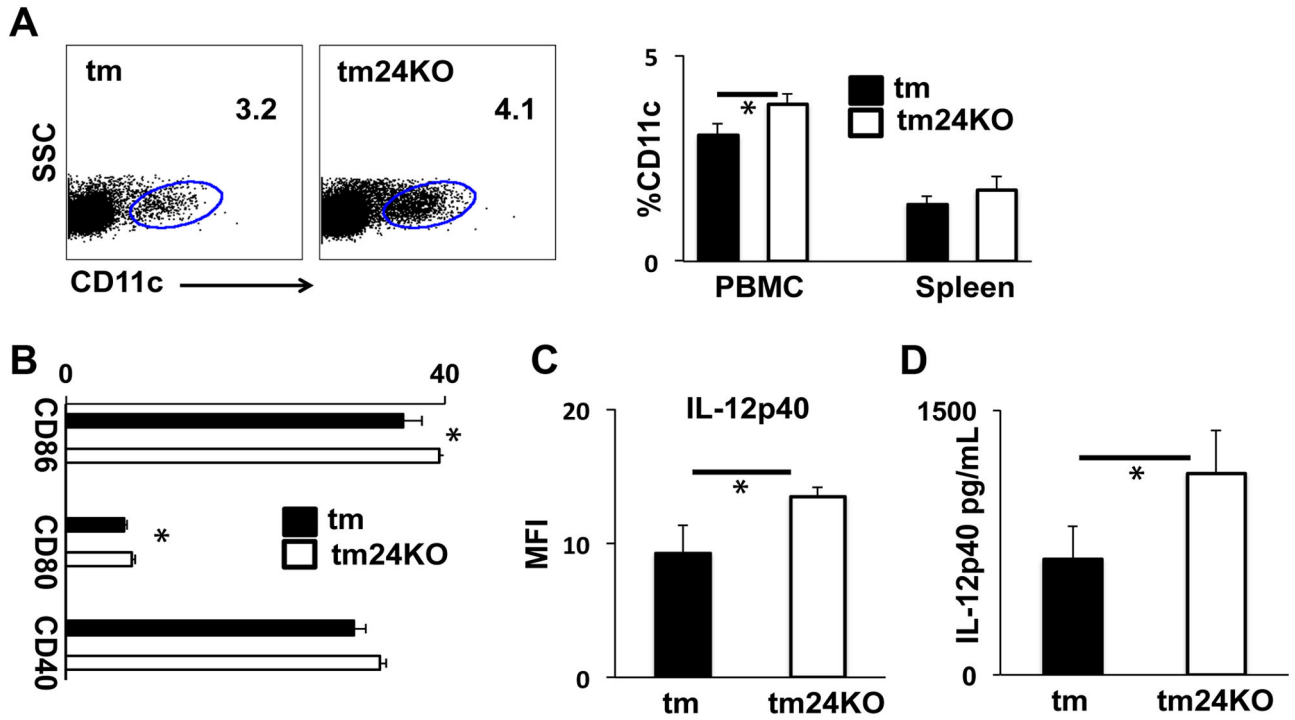 A
tm
3.2
tm24KO
4.1
SSC
CD11c
5
%CD11c
0
*
tm
tm24KO
PBMC
Spleen
B
0
40
CD86
*
CD80
*
CD40
tm
tm24KO
C
IL-12p40
20
MFI
10
0
*
tm
tm24KO
D
1500
IL-12p40 pg/mL
0
*
tm
tm24KO